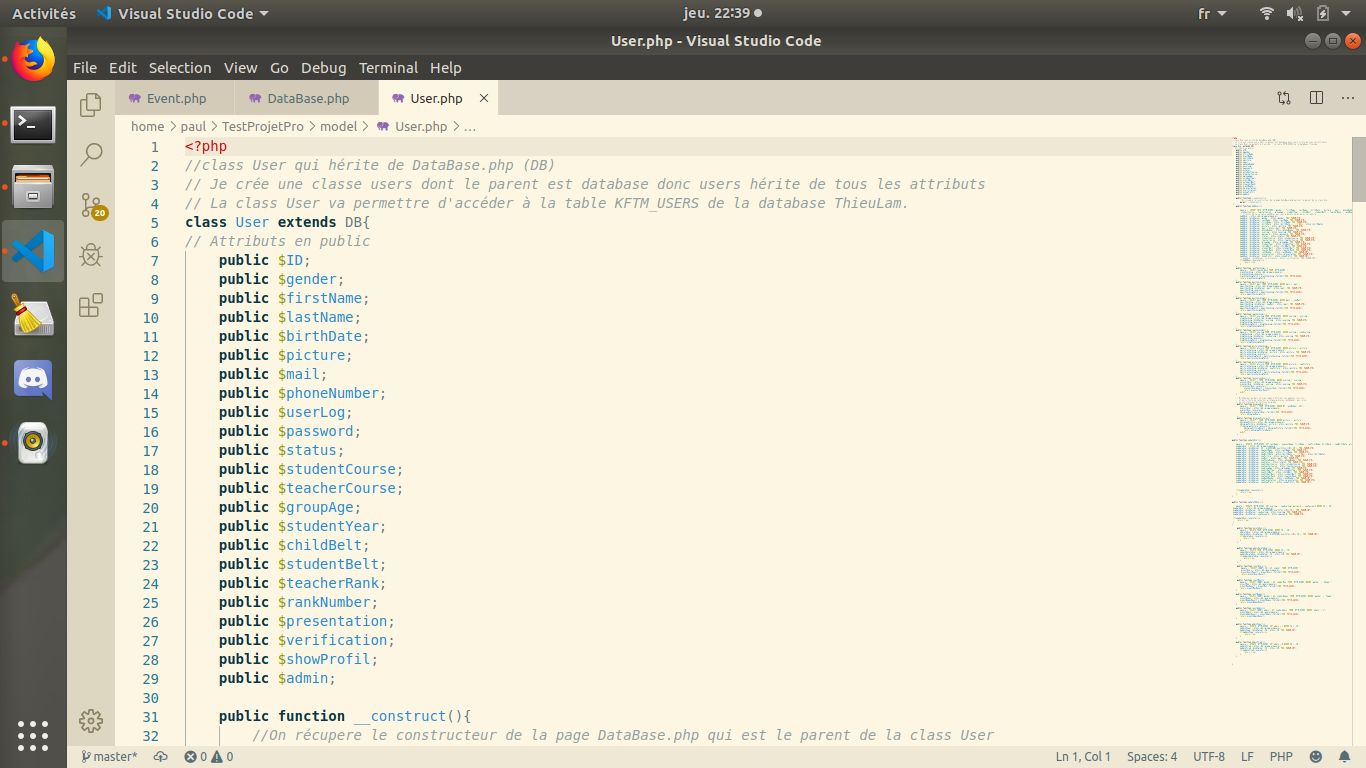 Activités Visual Studio Code jeu. 22:39 fr
User.php - Visual Studio Code
File Edit Selection View Go Debug Terminal Help
Event.php DataBase.php User.php
home > paul > TestProjetPro > model > User.php > ...
1 <?php
2 //class User qui hérite de DataBase.php (DB)
3 // Je crée une classe users dont le parent est database donc users hérite de tous les attributs
4 // La class User va permettre d'accéder à la table KFTM_USERS de la database ThieuLam.
5 class User extends DB{
6 // Attributs en public
7 public $ID;
8 public $gender;
9 public $firstName;
10 public $lastName;
11 public $birthDate;
12 public $picture;
13 public $mail;
14 public $phoneNumber;
15 public $userLog;
16 public $password;
17 public $status;
18 public $studentCourse;
19 public $teacherCourse;
20 public $groupAge;
21 public $studentYear;
22 public $childBelt;
23 public $studentBelt;
24 public $teacherRank;
25 public $rankNumber;
26 public $presentation;
27 public $verification;
28 public $showProfil;
29 public $admin;
30
31 public function __construct(){
32 //On récupere le constructeur de la page DataBase.php qui est le parent de la class User
20
master* 0 0 Ln 1, Col 1 Spaces: 4 UTF-8 LF PHP